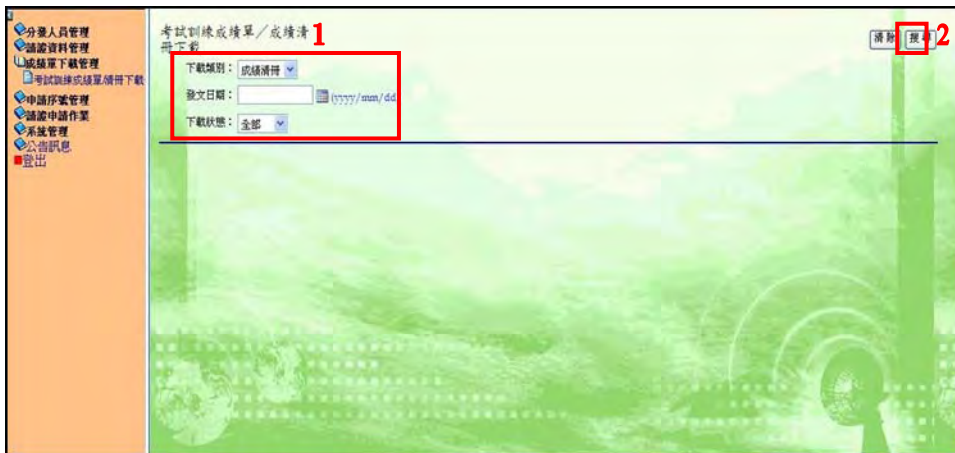 分發人員管理
請證資料管理
成績單下載管理
考試訓練成績單/清冊下載
申請序號管理
請證申請作業
系統管理
公告訊息
登出
考試訓練成績單／成績清
冊下載
1
清除
搜尋
2
下載類別： 成績清冊
發文日期： (yyyy/mm/dd
下載狀態： 全部